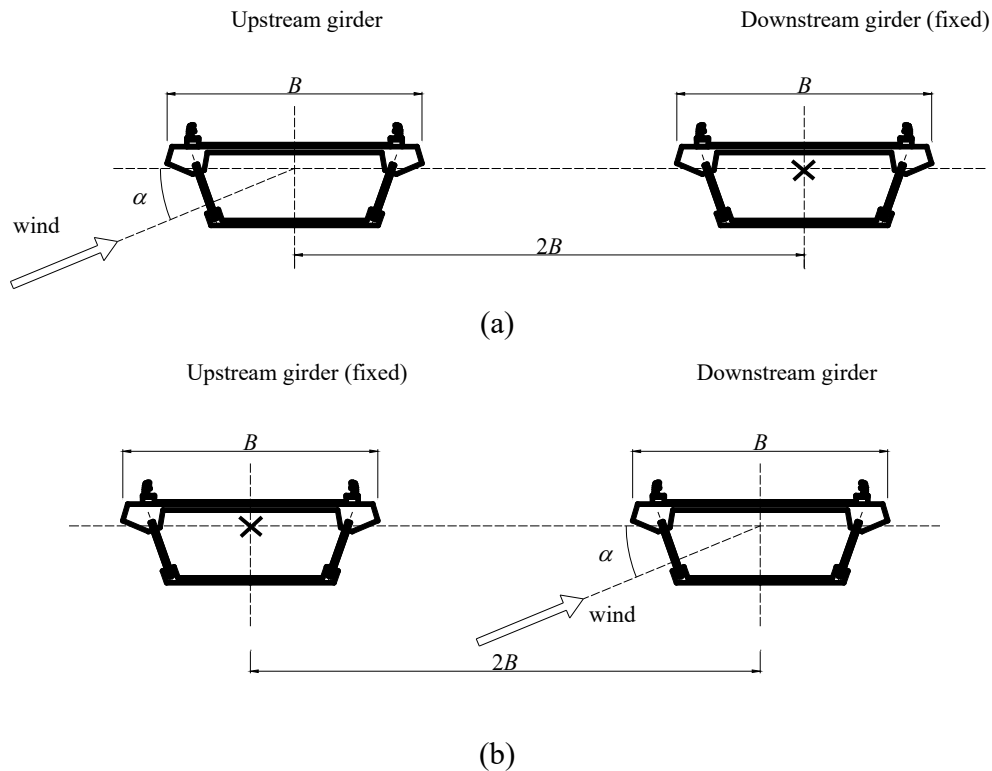 Upstream girder Downstream girder (fixed)
B B
α
wind
2B
(a)
Upstream girder (fixed) Downstream girder
B B
α
wind
2B
(b)